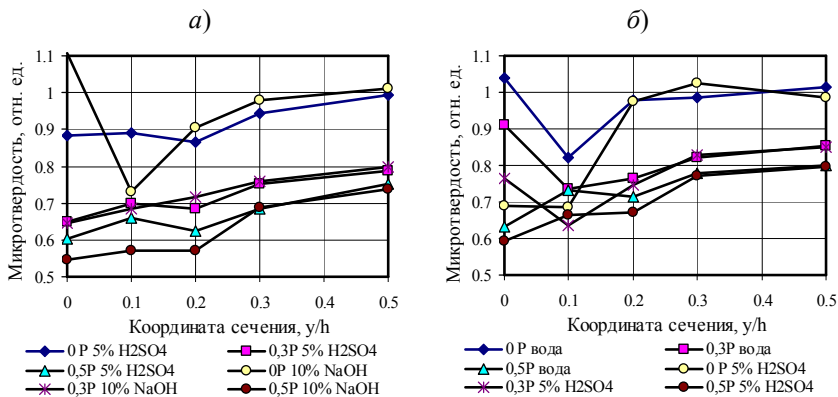 а)
б)
Микротвердость, отн. ед.
1.1
1
0.9
0.8
0.7
0.6
0.5
0 0.1 0.2 0.3 0.5
Координата сечения, y/h
0 P 5% H2SO4 0,3P 5% H2SO4
0,5P 5% H2SO4 0P 10% NaOH
0,3P 10% NaOH 0,5P 10% NaOH
Микротвердость, отн. ед.
1.1
1
0.9
0.8
0.7
0.6
0.5
0 0.1 0.2 0.3 0.5
Координата сечения, y/h
0 P вода 0,3P вода
0,5P вода 0 P 5% H2SO4
0,3P 5% H2SO4 0,5P 5% H2SO4